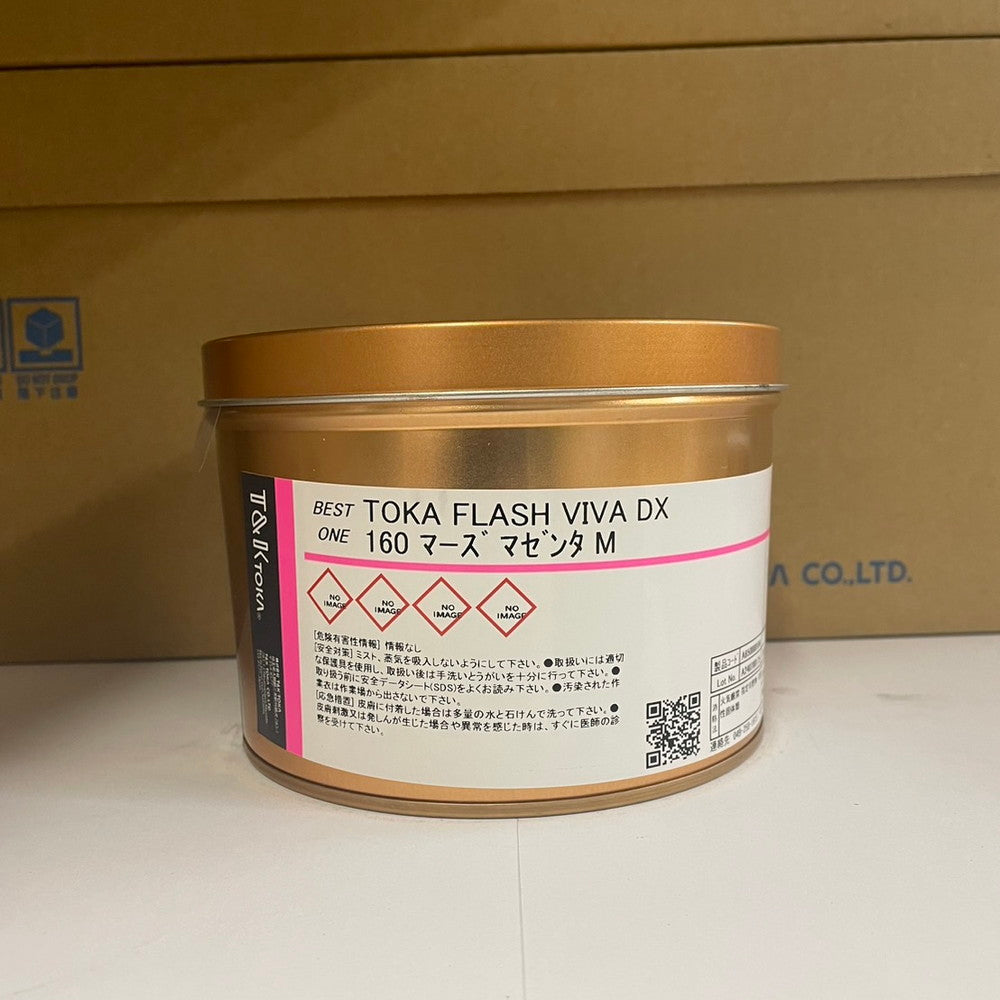 BEST TOKA FLASH VIVA DX
ONE 160 マーズ マゼンタ M
T&K TOKA®
NO IMAGE
NO IMAGE
NO IMAGE
NO IMAGE
[危険有害性情報] 情報なし
[安全対策] ミスト、蒸気を吸入しないようにして下さい。●取扱いには適切
な保護具を使用し、取扱い後は手洗いとうがいを十分に行って下さい。●
取り扱う前に安全データシート(SDS)をよくお読み下さい。●汚染された作
業衣は作業場から出さないで下さい。
[応急措置] 皮膚に付着した場合は多量の水と石けんで洗って下さい。●
皮膚刺激又は発しんが生じた場合や異常を感じた時は、すぐに医師の診
察を受けて下さい。
製品コード
Lot No.
連絡先
DO NOT DROP
落下注意
A CO.,LTD.